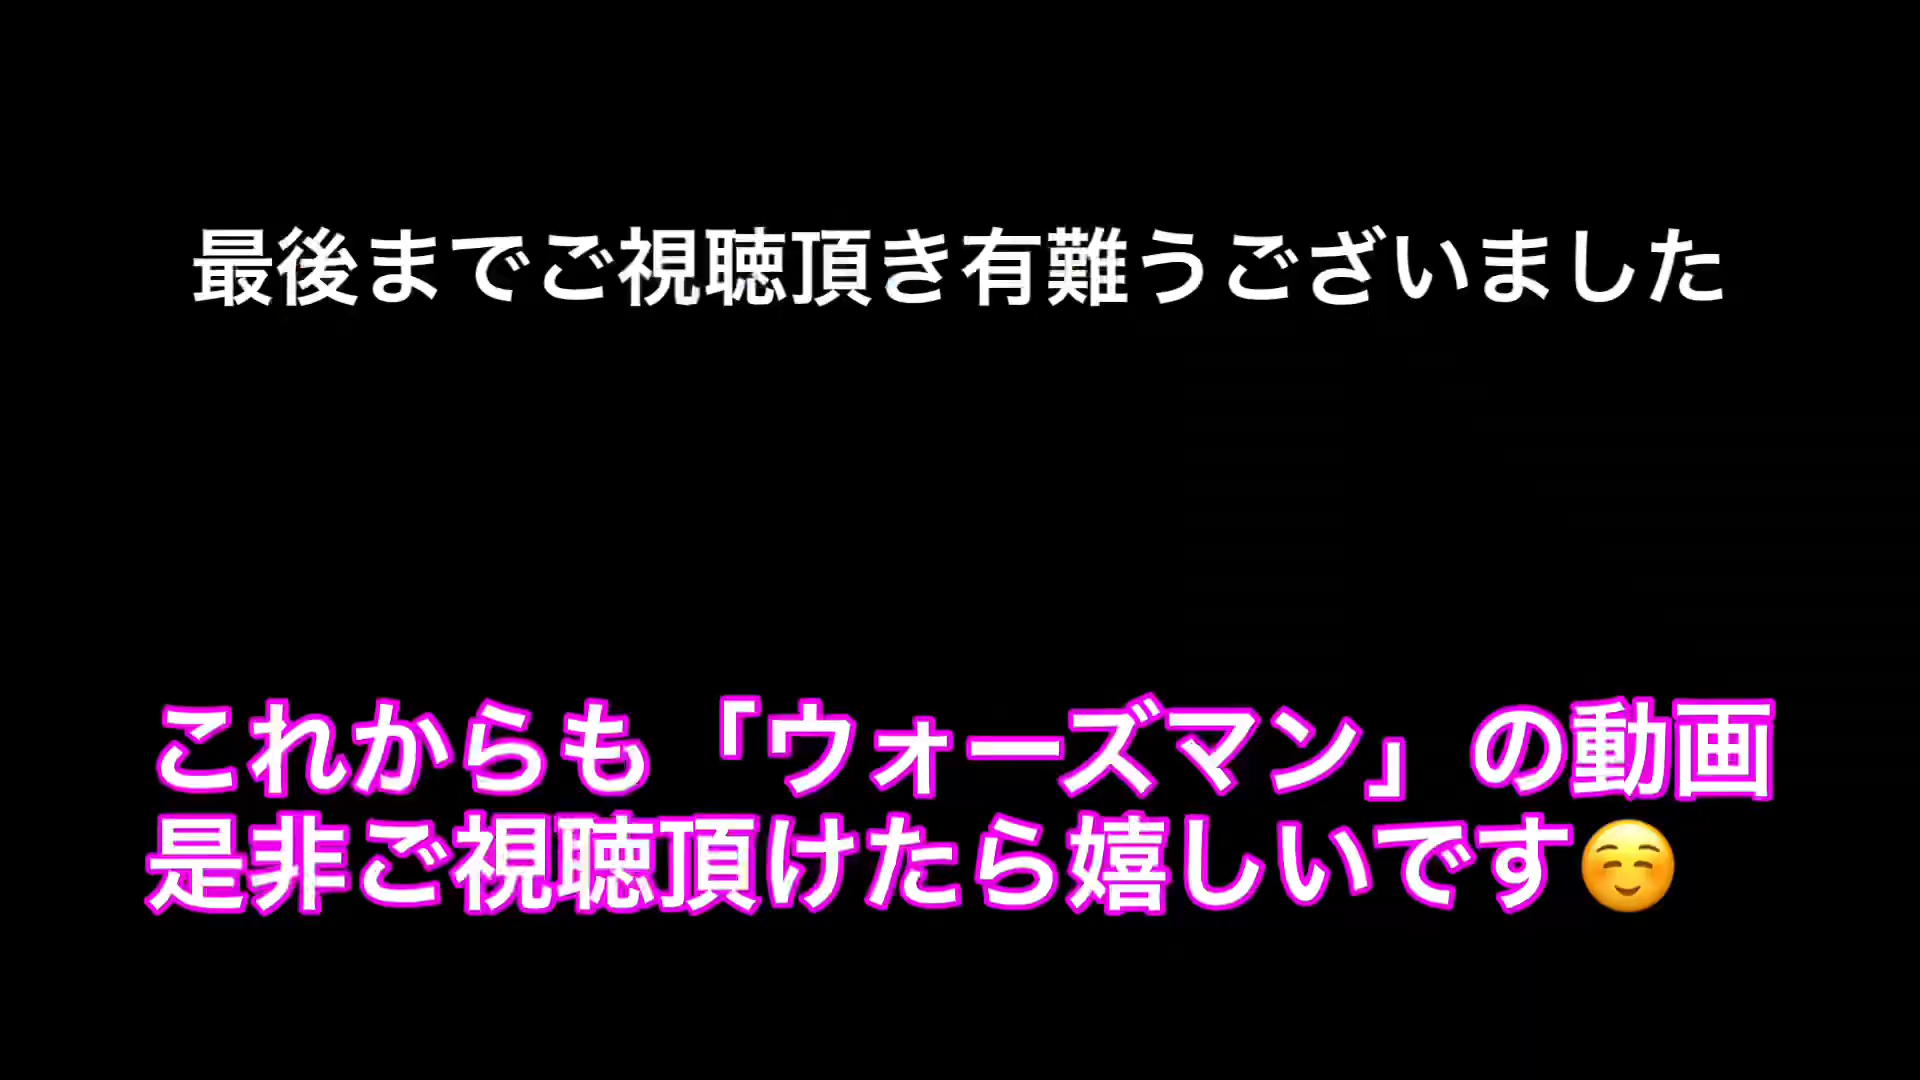 最後までご視聴頂き有難うございました
これからも「ウォーズマン」の動画
是非ご視聴頂けたら嬉しいです☺️